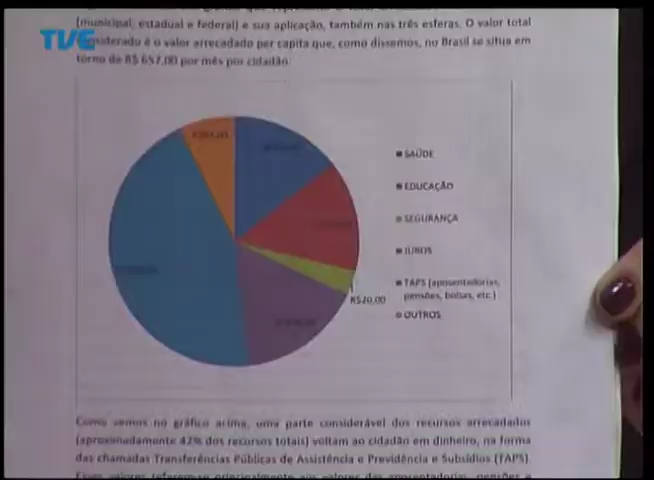 (municipal, estadual e federal) e sua aplicação, também nas três esferas. O valor total
TVE
considerado é o valor arrecadado per capita que, como dissemos, no Brasil se situa em
torno de R$ 657,00 por mês por cidadão.
SAÚDE
EDUCAÇÃO
SEGURANÇA
JUROS
TAPS (aposentadorias,
pensões, bolsas, etc.)
R$20,00
OUTROS
Como vemos no gráfico acima, uma parte considerável dos recursos arrecadados
(aproximadamente 42% dos recursos totais) voltam ao cidadão em dinheiro, na forma
das chamadas Transferências Públicas de Assistência e Previdência e Subsídios (TAPS).